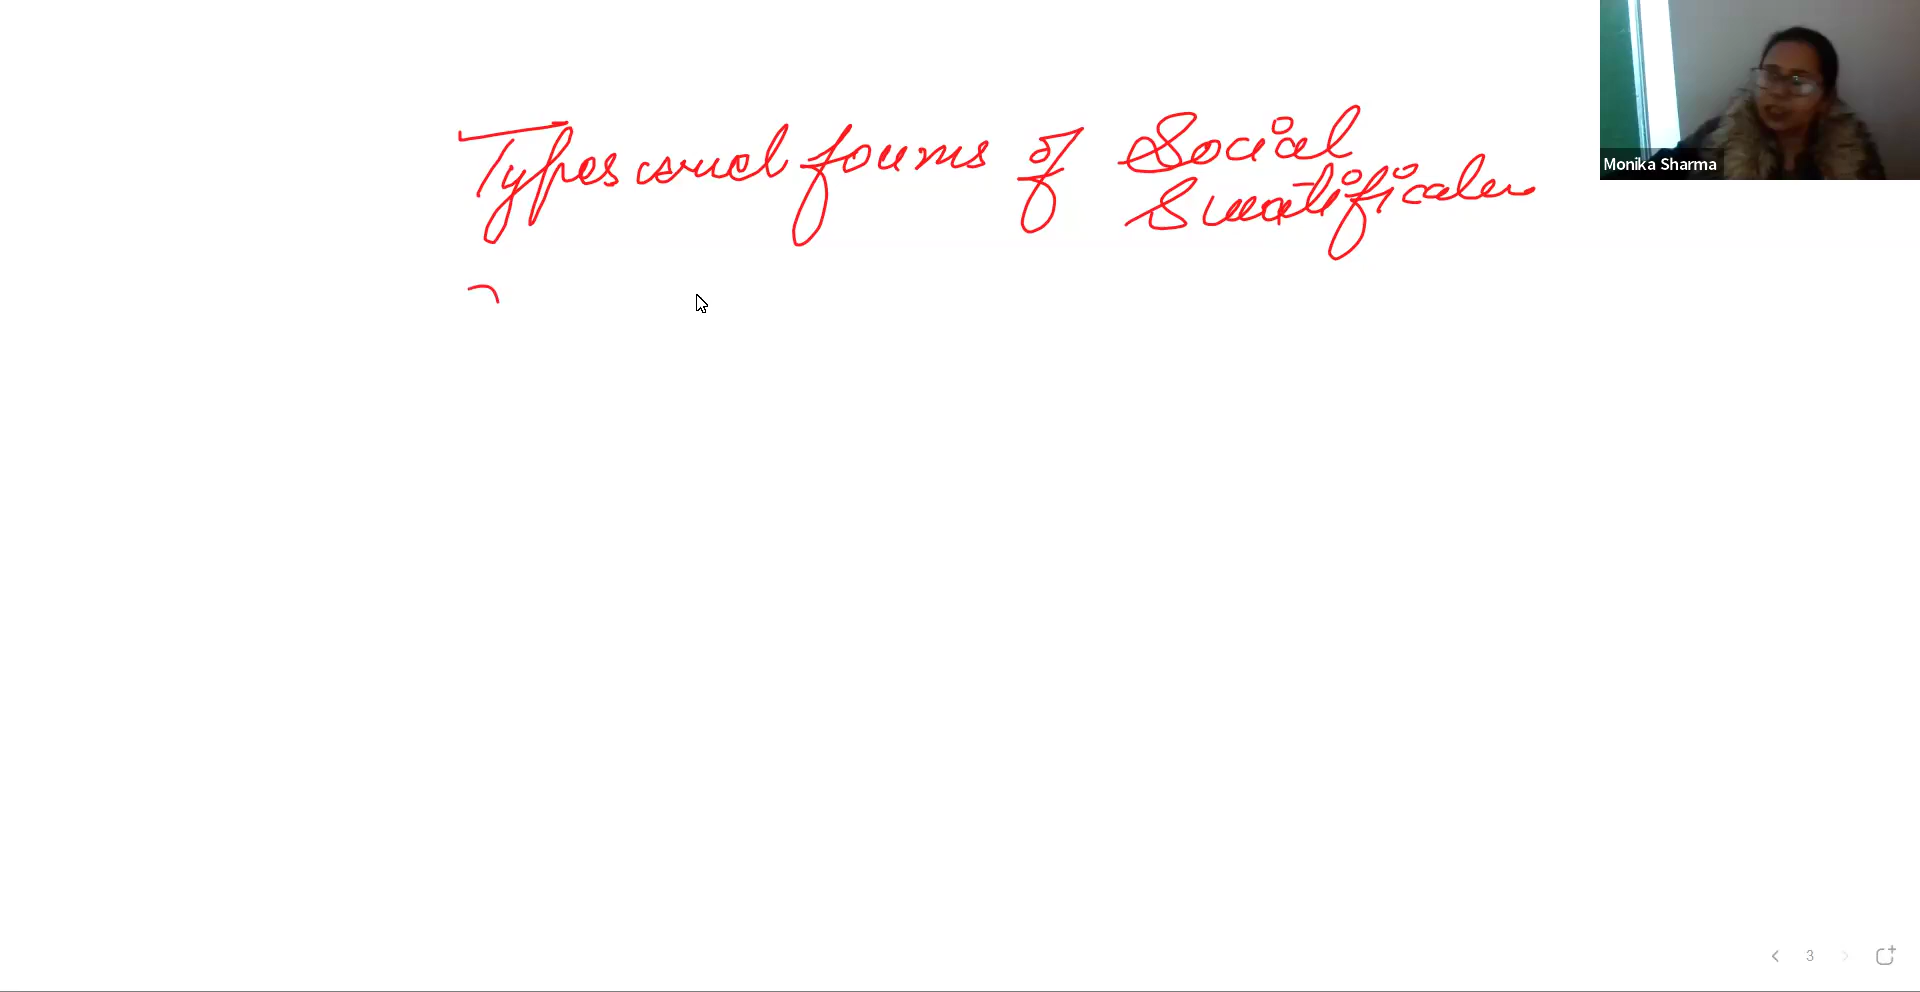 Types and forms of Social
Stratification
Monika Sharma
3